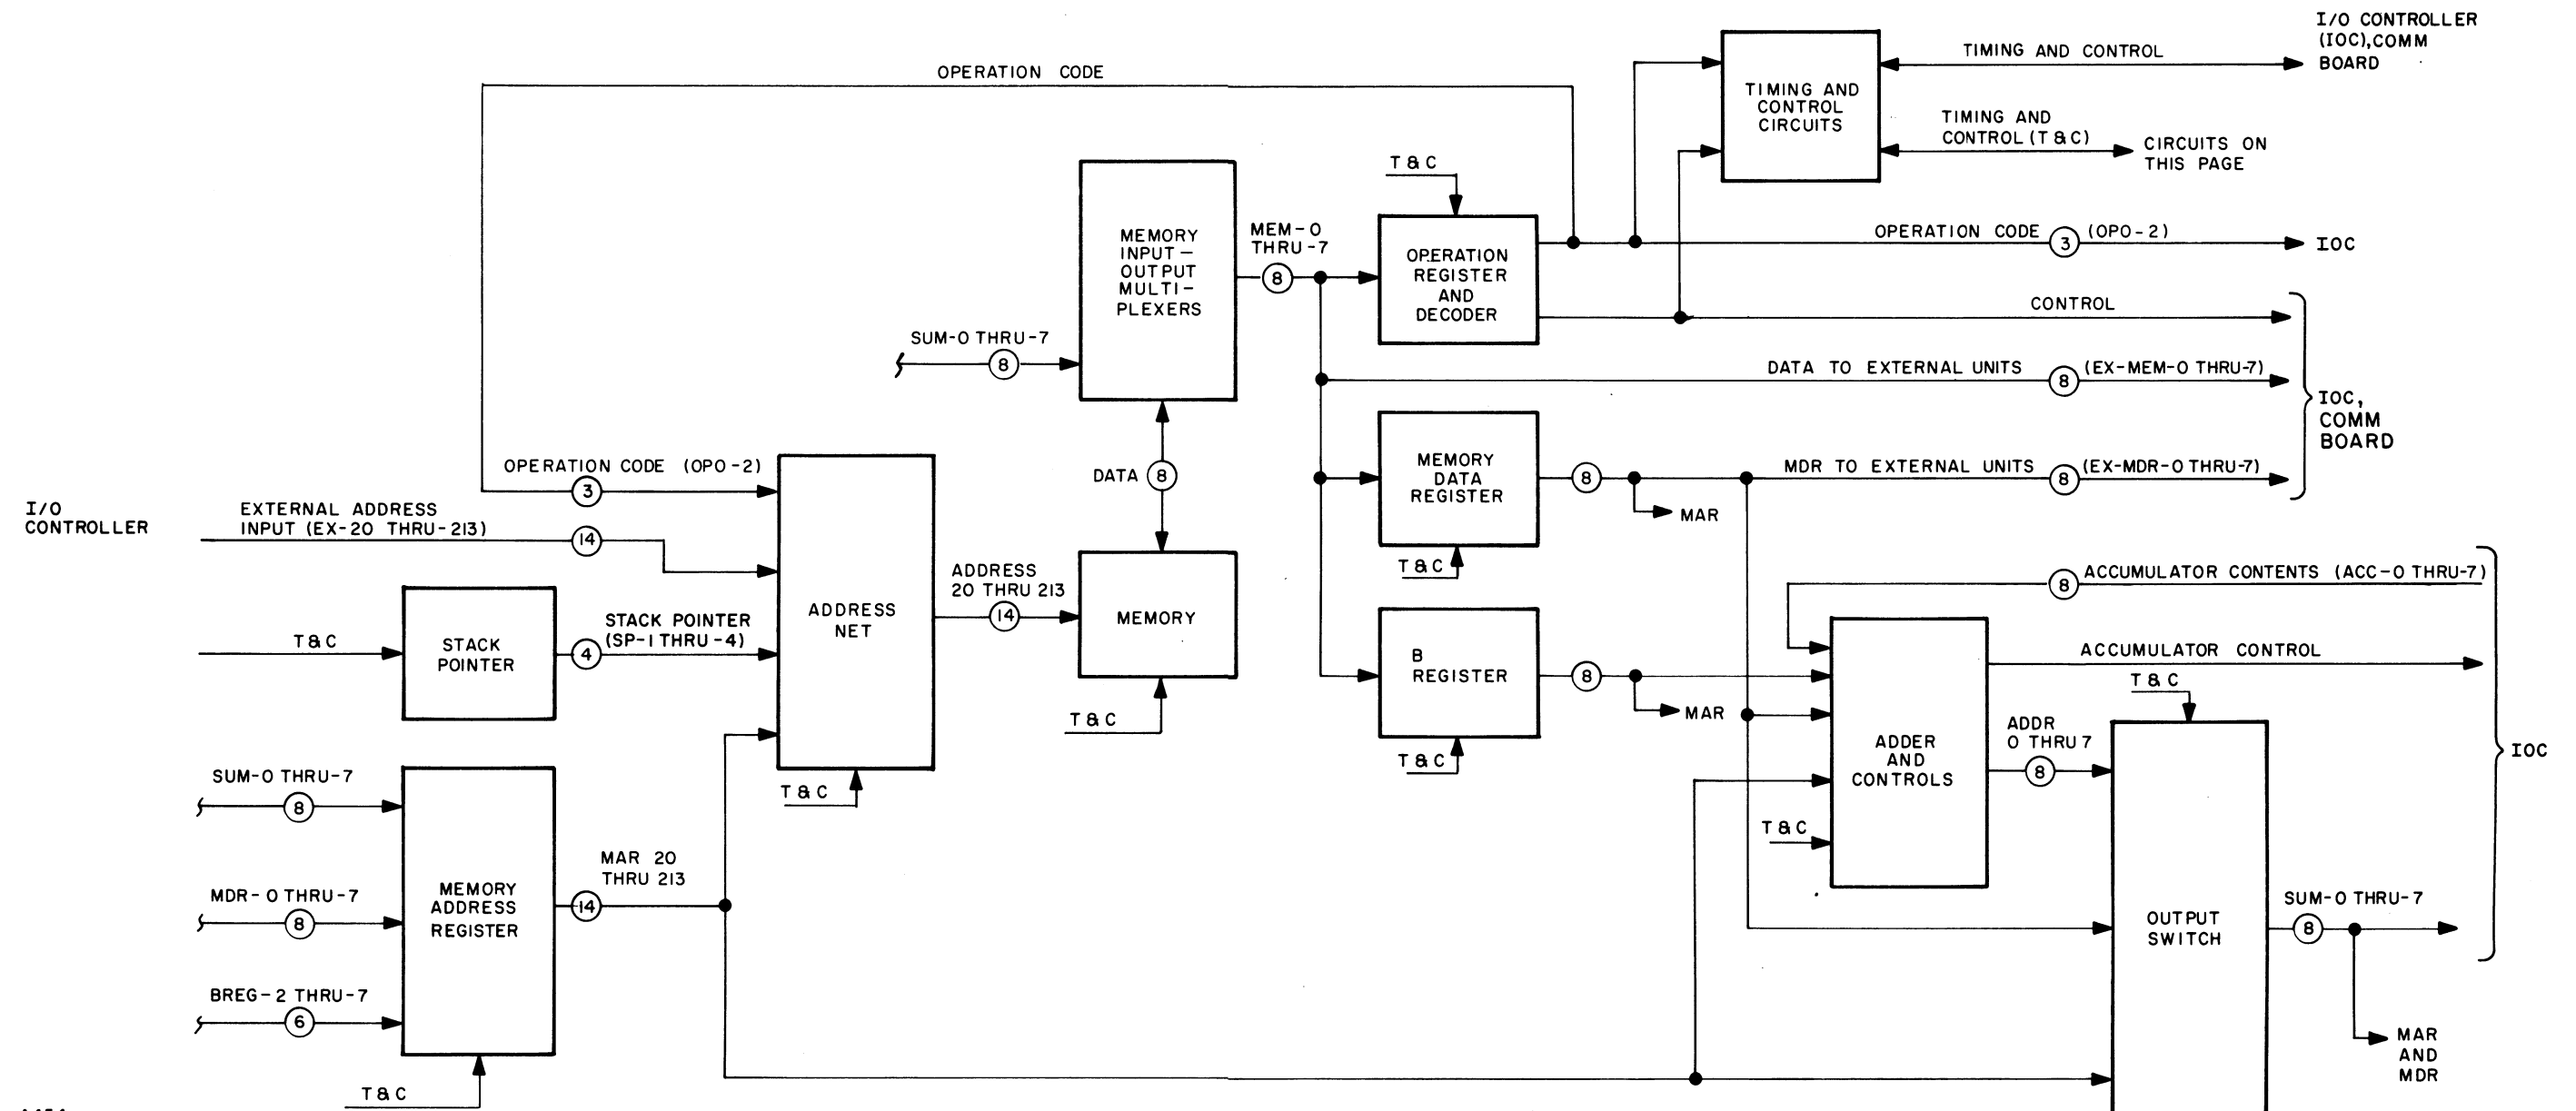 I/O CONTROLLER
(IOC),COMM
BOARD
TIMING AND CONTROL
OPERATION CODE
TIMING AND
CONTROL
CIRCUITS
TIMING AND
CONTROL (T&C)
CIRCUITS ON
THIS PAGE
T&C
MEMORY
INPUT-
OUTPUT
MULTI-
PLEXERS
MEM-0
THRU-7
8
OPERATION
REGISTER
AND
DECODER
OPERATION CODE
3
(OPO-2)
IOC
CONTROL
SUM-0 THRU-7
8
DATA TO EXTERNAL UNITS
8
(EX-MEM-0 THRU-7)
IOC,
COMM
BOARD
DATA
8
MEMORY
DATA
REGISTER
8
MAR
MDR TO EXTERNAL UNITS
8
(EX-MDR-0 THRU-7)
T&C
OPERATION CODE (OPO-2)
3
I/O
CONTROLLER
EXTERNAL ADDRESS
INPUT (EX-20 THRU-213)
14
ADDRESS
NET
ADDRESS
20 THRU 213
14
MEMORY
T&C
T&C
STACK
POINTER
STACK POINTER
(SP-1 THRU-4)
4
T&C
B
REGISTER
8
MAR
T&C
8
ACCUMULATOR CONTENTS (ACC-0 THRU-7)
ACCUMULATOR CONTROL
T&C
ADDER
AND
CONTROLS
ADDR
0 THRU 7
8
IOC
T&C
SUM-0 THRU-7
8
MDR-0 THRU-7
8
BREG-2 THRU-7
6
MEMORY
ADDRESS
REGISTER
MAR 20
THRU 213
14
T&C
OUTPUT
SWITCH
SUM-0 THRU-7
8
MAR
AND
MDR